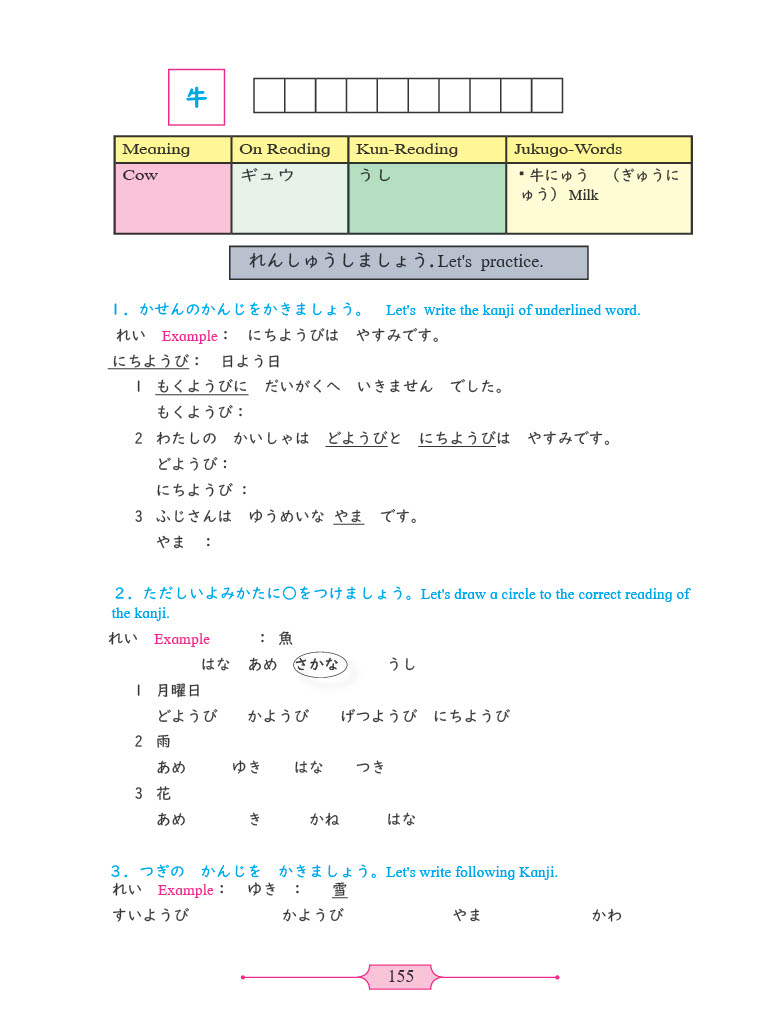 牛
Meaning On Reading Kun-Reading Jukugo-Words
Cow ギュウ うし ・牛にゅう （ぎゅうに
ゅう） Milk
れんしゅうしましょう. Let's practice.
1. かせんのかんじをかきましょう。 Let's write the kanji of underlined word.
れい Example： にちようびは やすみです。
にちようび： 日よう日
1 もくようびに だいがくへ いきません でした。
もくようび：
2 わたしの かいしゃは どようびと にちようびは やすみです。
どようび：
にちようび ：
3 ふじさんは ゆうめいな やま です。
やま ：
2. ただしいよみかたに〇をつけましょう。Let's draw a circle to the correct reading of
the kanji.
れい Example ： 魚
はな あめ さかな うし
1 月曜日
どようび かようび げつようび にちようび
2 雨
あめ ゆき はな つき
3 花
あめ き かね はな
3. つぎの かんじを かきましょう。Let's write following Kanji.
れい Example： ゆき ： 雪
すいようび かようび やま かわ
155